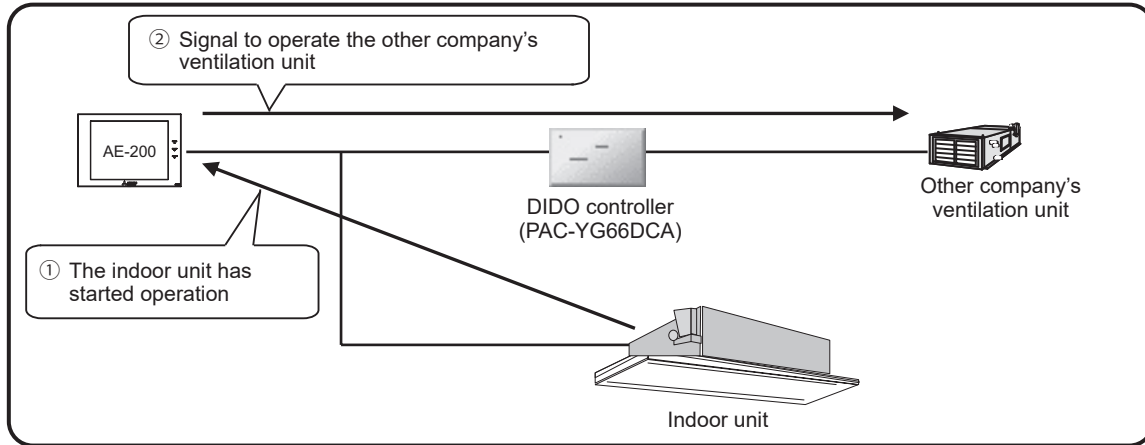 ② Signal to operate the other company's
ventilation unit
AE-200
DIDO controller
(PAC-YG66DCA)
Other company's
ventilation unit
① The indoor unit has
started operation
Indoor unit